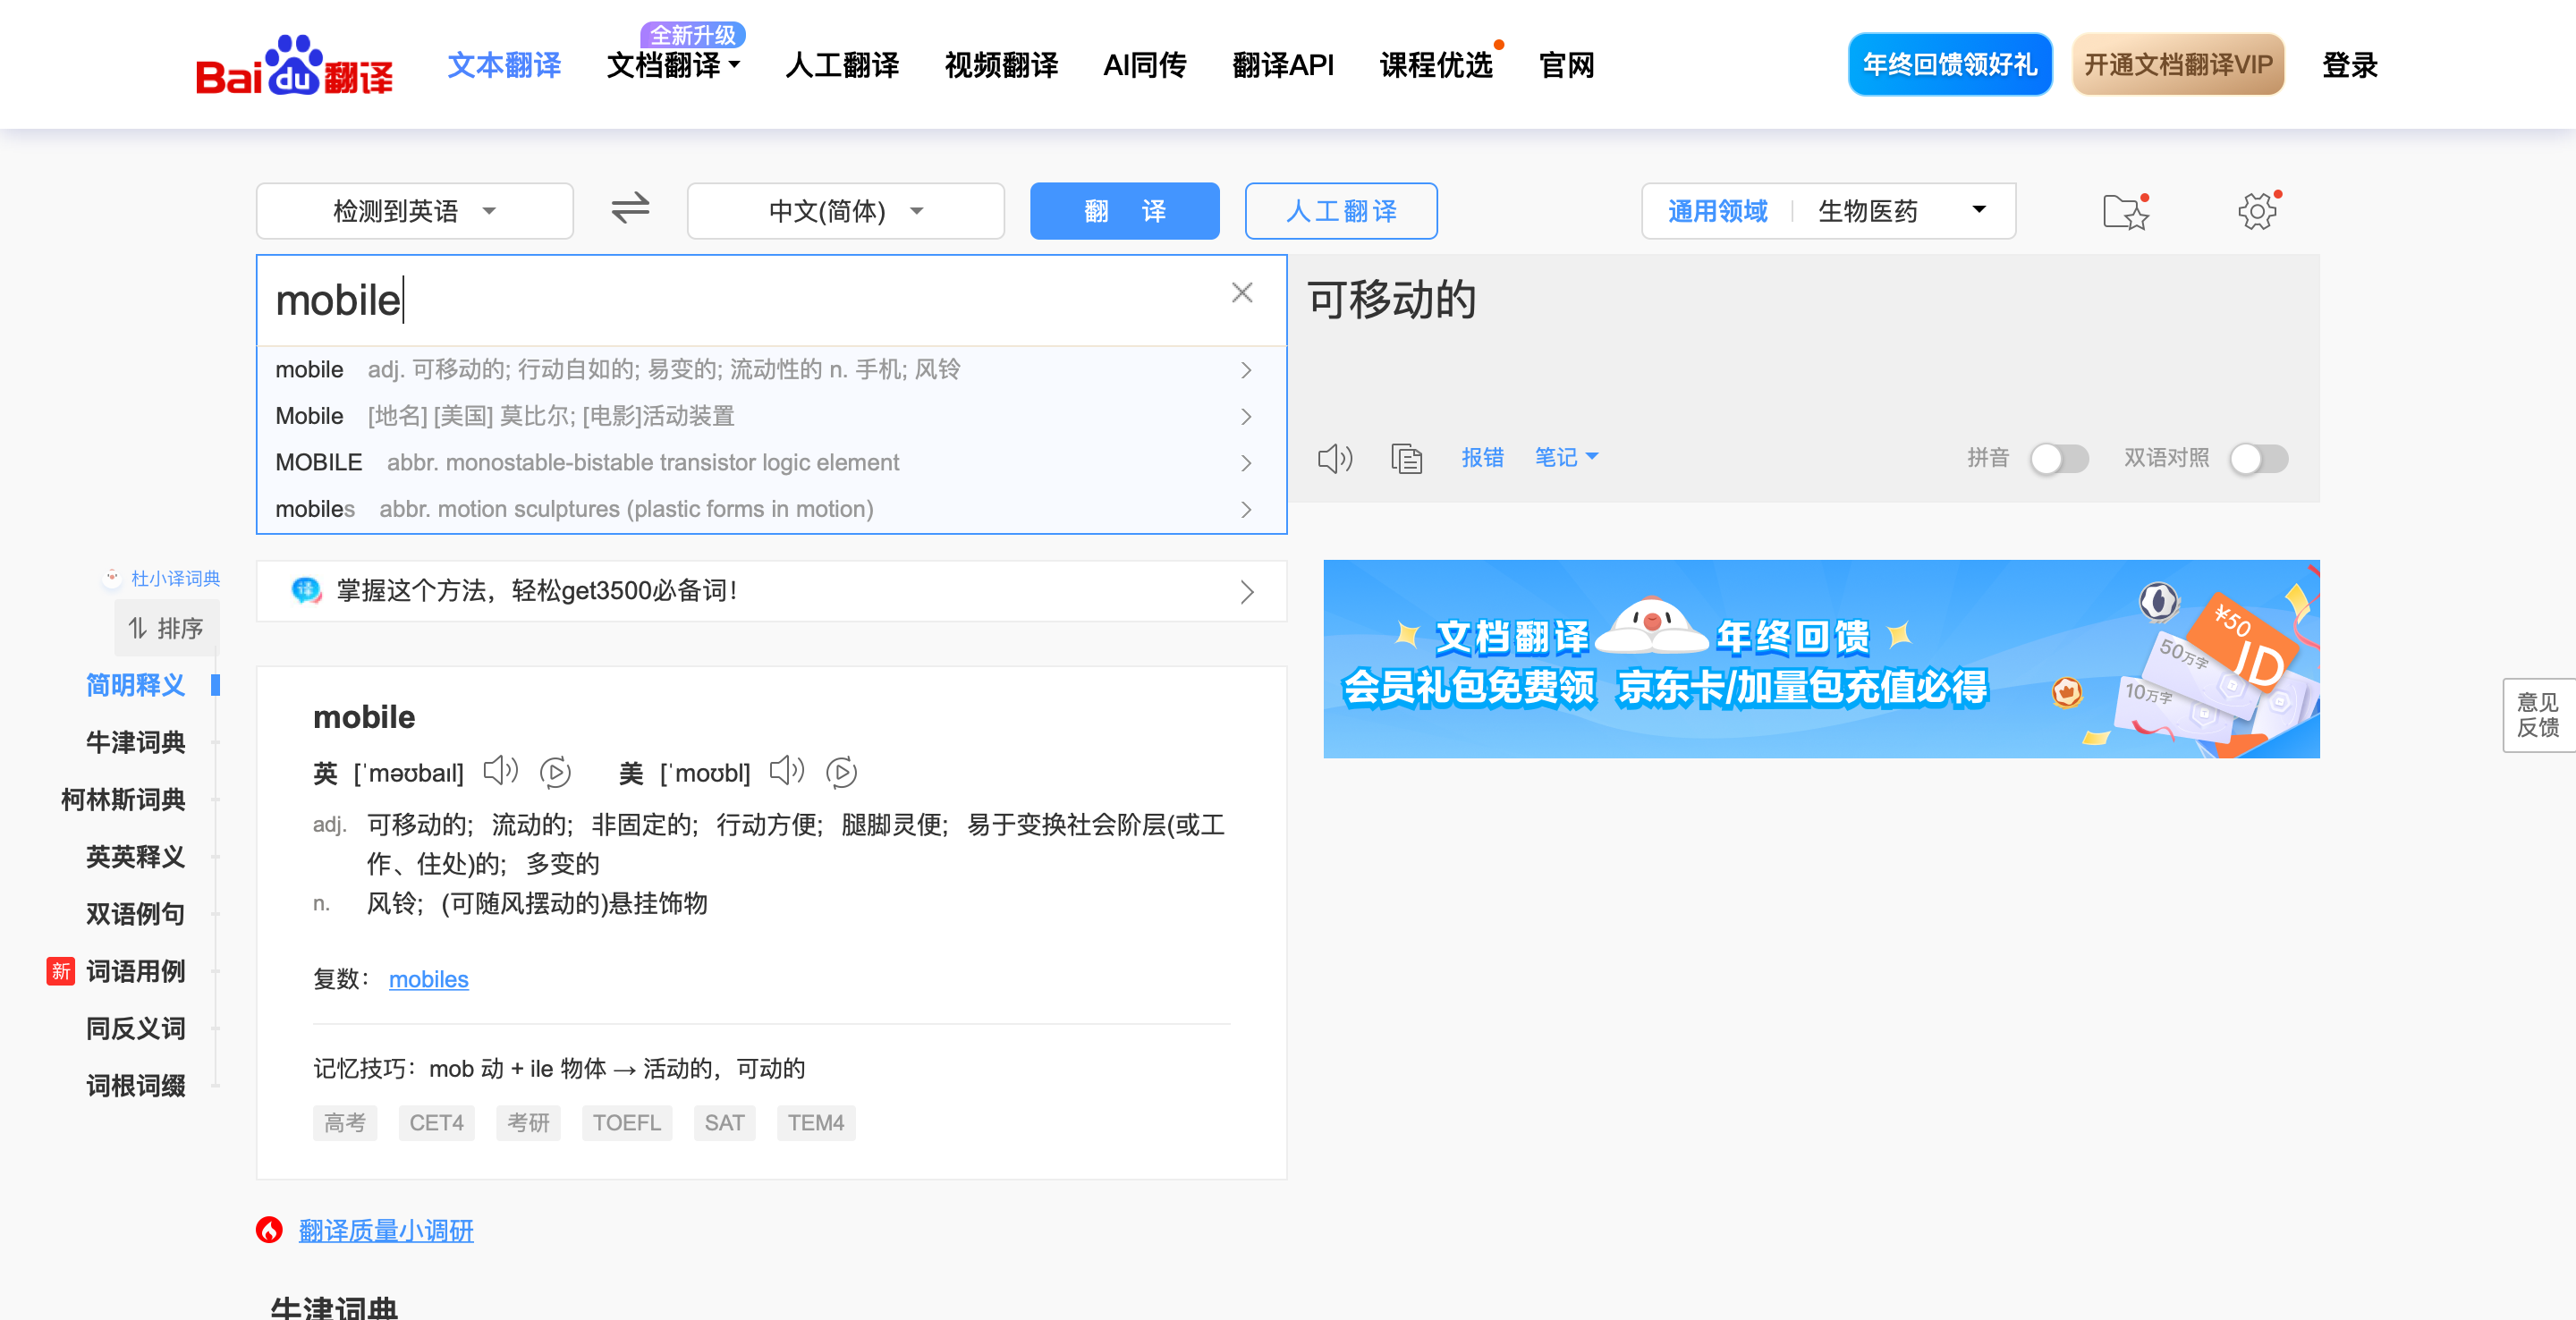 Baidu翻译
文本翻译
文档翻译
全新升级
人工翻译
视频翻译
AI同传
翻译API
课程优选
官网
年终回馈领好礼
开通文档翻译VIP
登录
检测到英语
中文(简体)
翻 译
人工翻译
通用领域
生物医药
mobile
可移动的
mobile adj. 可移动的; 行动自如的; 易变的; 流动性的 n. 手机; 风铃
Mobile [地名] [美国] 莫比尔; [电影]活动装置
MOBILE abbr. monostable-bistable transistor logic element
mobiles abbr. motion sculptures (plastic forms in motion)
报错
笔记
拼音
双语对照
杜小译词典
排序
简明释义
牛津词典
柯林斯词典
英英释义
双语例句
新 词语用例
同反义词
词根词缀
译 掌握这个方法，轻松get3500必备词！
文档翻译 年终回馈
会员礼包免费领 京东卡/加量包充值必得
¥50
JD
50万字
10万字
意见
反馈
mobile
英 [ˈməʊbaɪl] 美 [ˈmoʊbl]
adj. 可移动的； 流动的； 非固定的； 行动方便； 腿脚灵便； 易于变换社会阶层(或工
作、住处)的； 多变的
n. 风铃； (可随风摆动的)悬挂饰物
复数： mobiles
记忆技巧：mob 动 + ile 物体 → 活动的，可动的
高考 CET4 考研 TOEFL SAT TEM4
翻译质量小调研
牛津词典